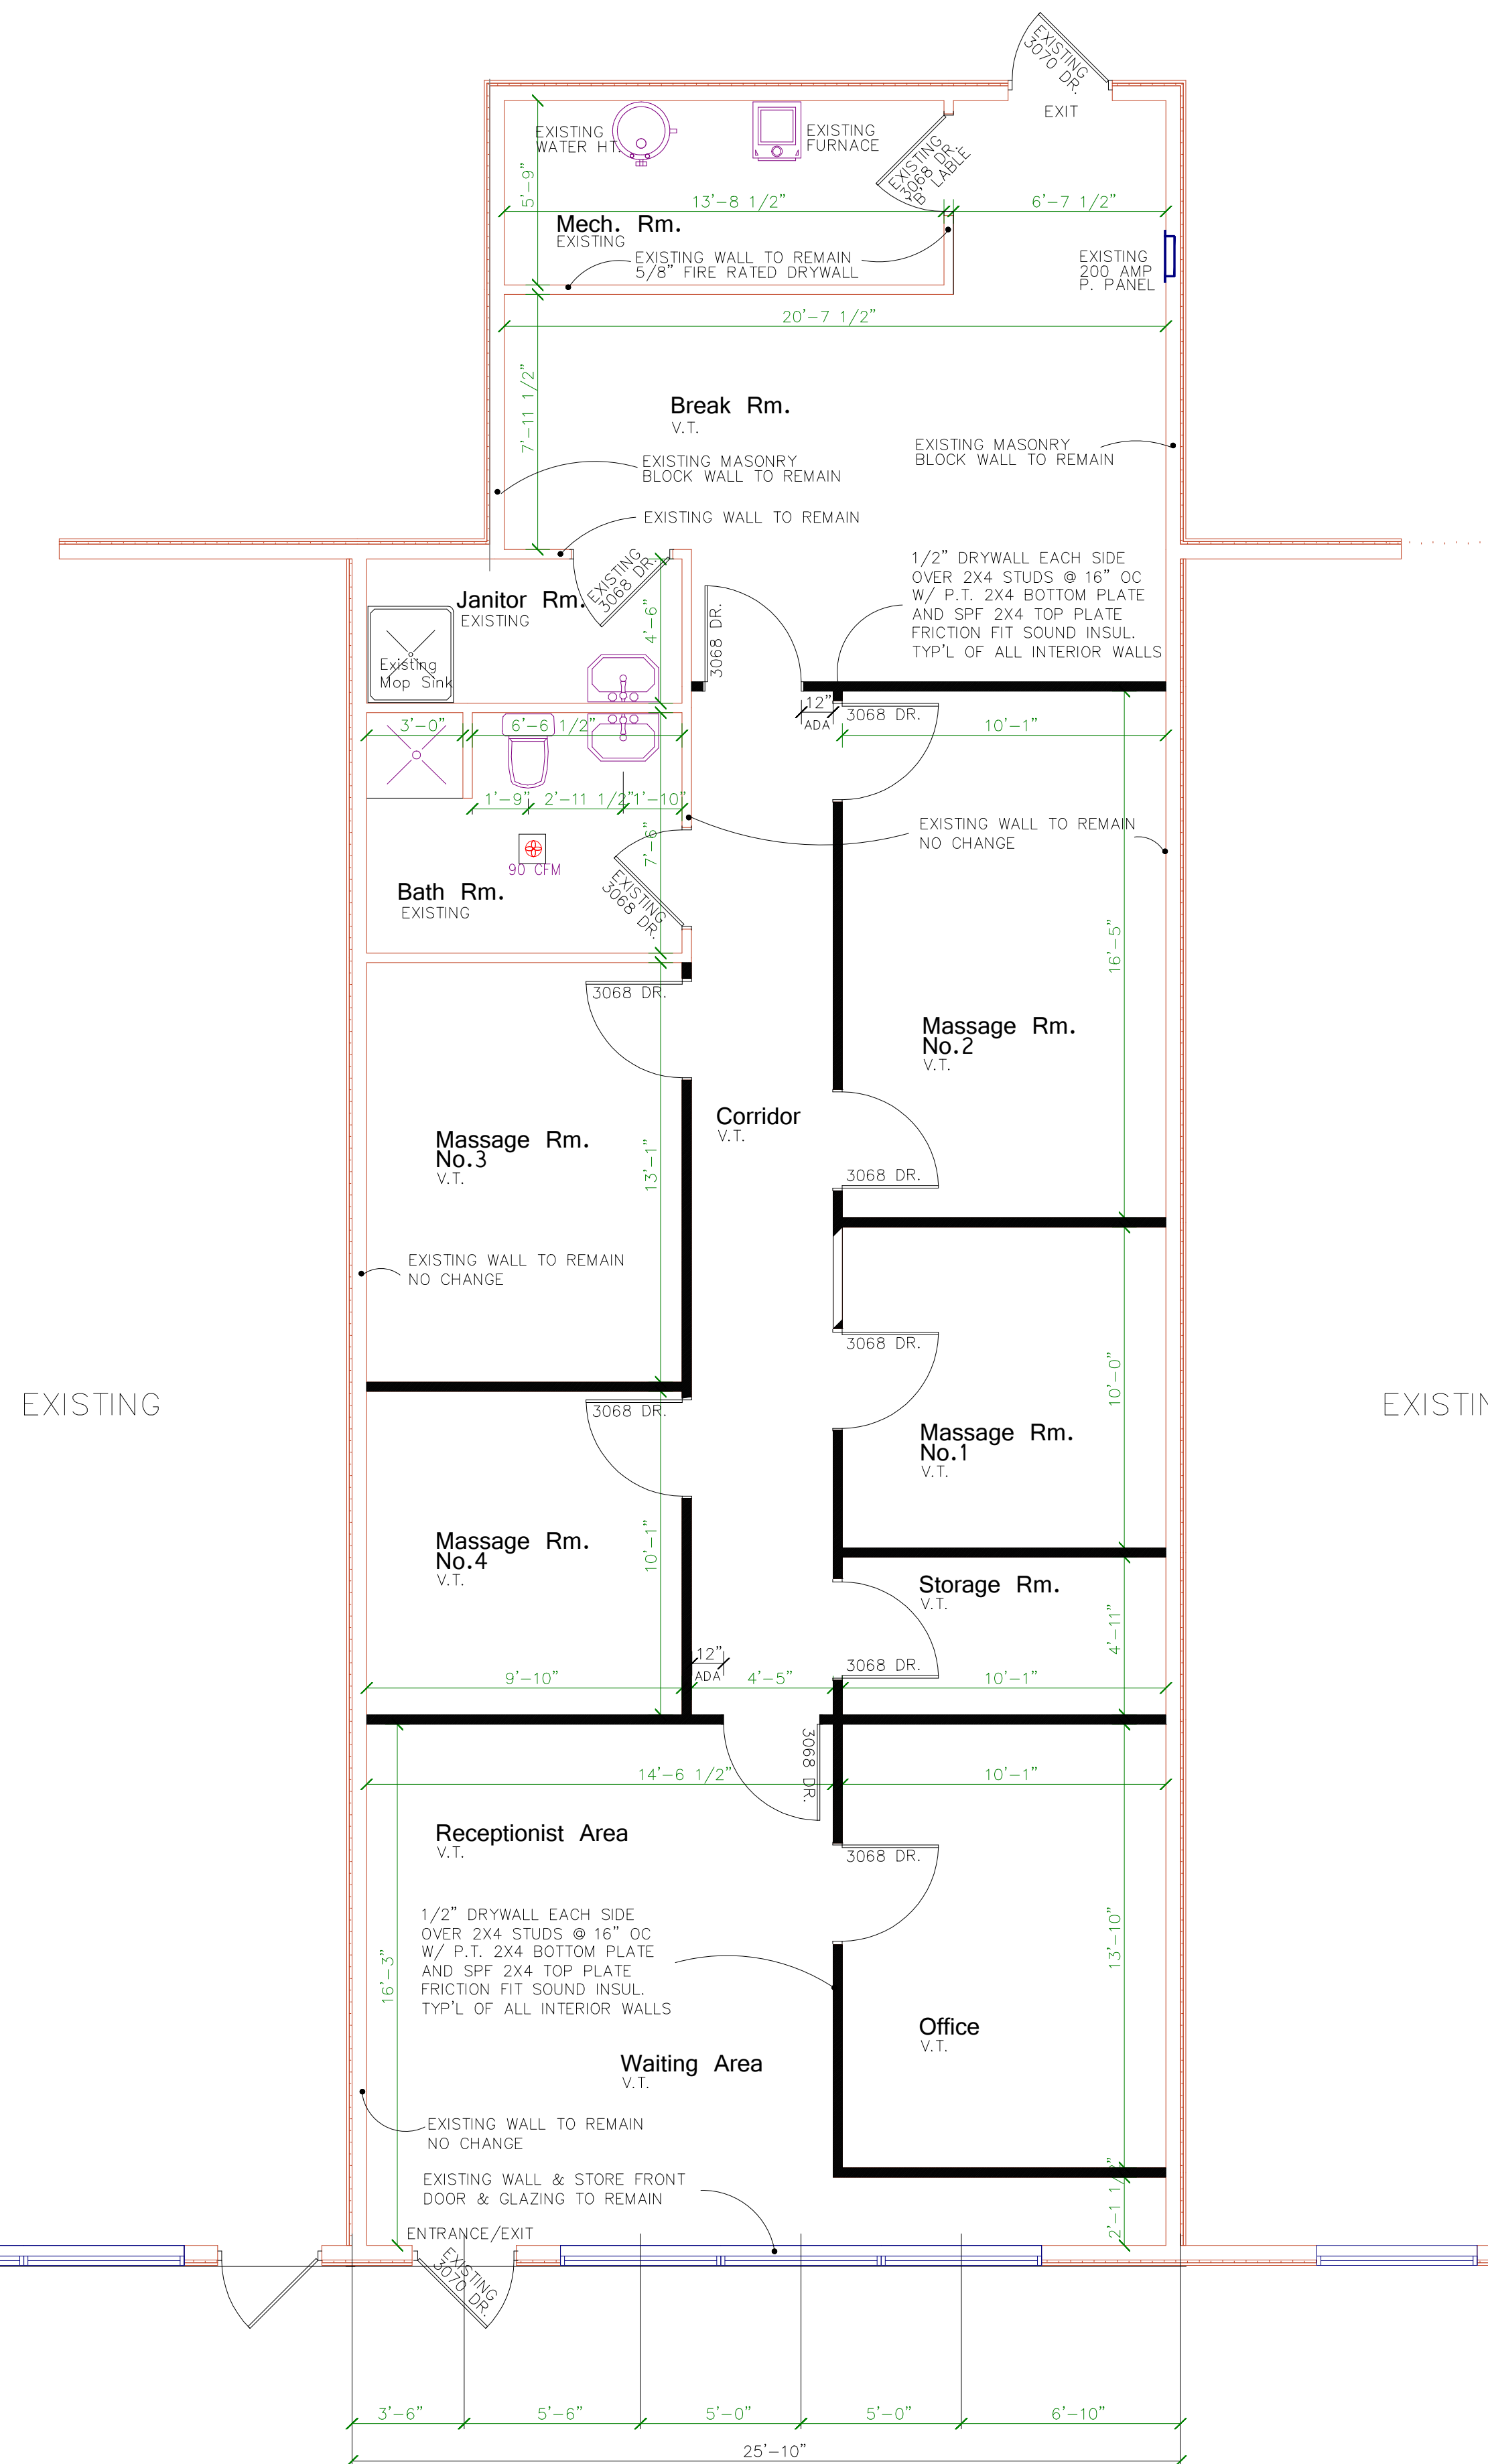 EXISTING
3070 DR.
EXIT
EXISTING
WATER HT.
EXISTING
FURNACE
EXISTING
3068 DR.
'B' LABLE
5'-9"
13'-8 1/2"
6'-7 1/2"
Mech. Rm.
EXISTING
EXISTING WALL TO REMAIN
5/8" FIRE RATED DRYWALL
EXISTING
200 AMP
P. PANEL
20'-7 1/2"
7'-11 1/2"
Break Rm.
V.T.
EXISTING MASONRY
BLOCK WALL TO REMAIN
EXISTING MASONRY
BLOCK WALL TO REMAIN
EXISTING WALL TO REMAIN
1/2" DRYWALL EACH SIDE
OVER 2X4 STUDS @ 16" OC
W/ P.T. 2X4 BOTTOM PLATE
AND SPF 2X4 TOP PLATE
FRICTION FIT SOUND INSUL.
TYP'L OF ALL INTERIOR WALLS
EXISTING
3068 DR.
Janitor Rm.
EXISTING
4'-6"
3068 DR.
Existing
Mop Sink
12"
ADA
3068 DR.
3'-0"
6'-6 1/2"
10'-1"
1'-9"
2'-11 1/2"
1'-10"
7'-6"
EXISTING WALL TO REMAIN
NO CHANGE
90 CFM
Bath Rm.
EXISTING
EXISTING
3068 DR.
16'-5"
3068 DR.
Massage Rm.
No.2
V.T.
Corridor
V.T.
Massage Rm.
No.3
V.T.
13'-1"
3068 DR.
EXISTING WALL TO REMAIN
NO CHANGE
3068 DR.
10'-0"
EXISTING
EXISTIN
3068 DR.
Massage Rm.
No.1
V.T.
Massage Rm.
No.4
V.T.
10'-1"
Storage Rm.
V.T.
4'-11"
12"
ADA
3068 DR.
9'-10"
4'-5"
10'-1"
3068 DR.
14'-6 1/2"
10'-1"
Receptionist Area
V.T.
3068 DR.
1/2" DRYWALL EACH SIDE
OVER 2X4 STUDS @ 16" OC
W/ P.T. 2X4 BOTTOM PLATE
AND SPF 2X4 TOP PLATE
FRICTION FIT SOUND INSUL.
TYP'L OF ALL INTERIOR WALLS
16'-3"
13'-10"
Office
V.T.
Waiting Area
V.T.
EXISTING WALL TO REMAIN
NO CHANGE
EXISTING WALL & STORE FRONT
DOOR & GLAZING TO REMAIN
2'-1 1/2"
ENTRANCE/EXIT
EXISTING
3070 DR.
3'-6"
5'-6"
5'-0"
5'-0"
6'-10"
25'-10"